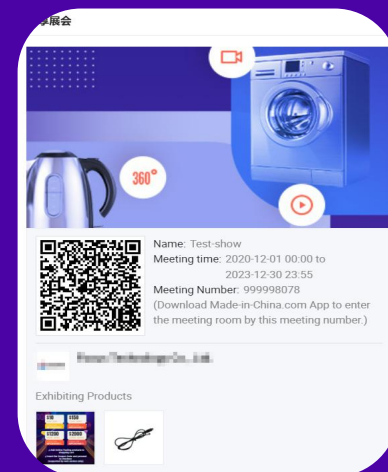 享展会
360°
Name: Test-show
Meeting time: 2020-12-01 00:00 to
2023-12-30 23:55
Meeting Number: 999998078
(Download Made-in-China.com App to enter
the meeting room by this meeting number.)
Exhibiting Products